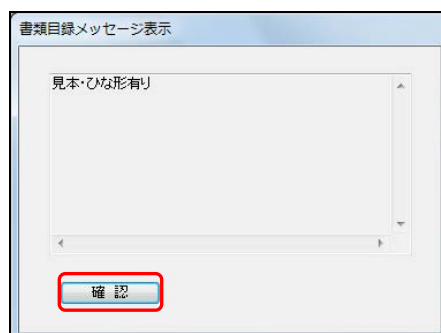 書類目録メッセージ表示
見本・ひな形有り
確 認